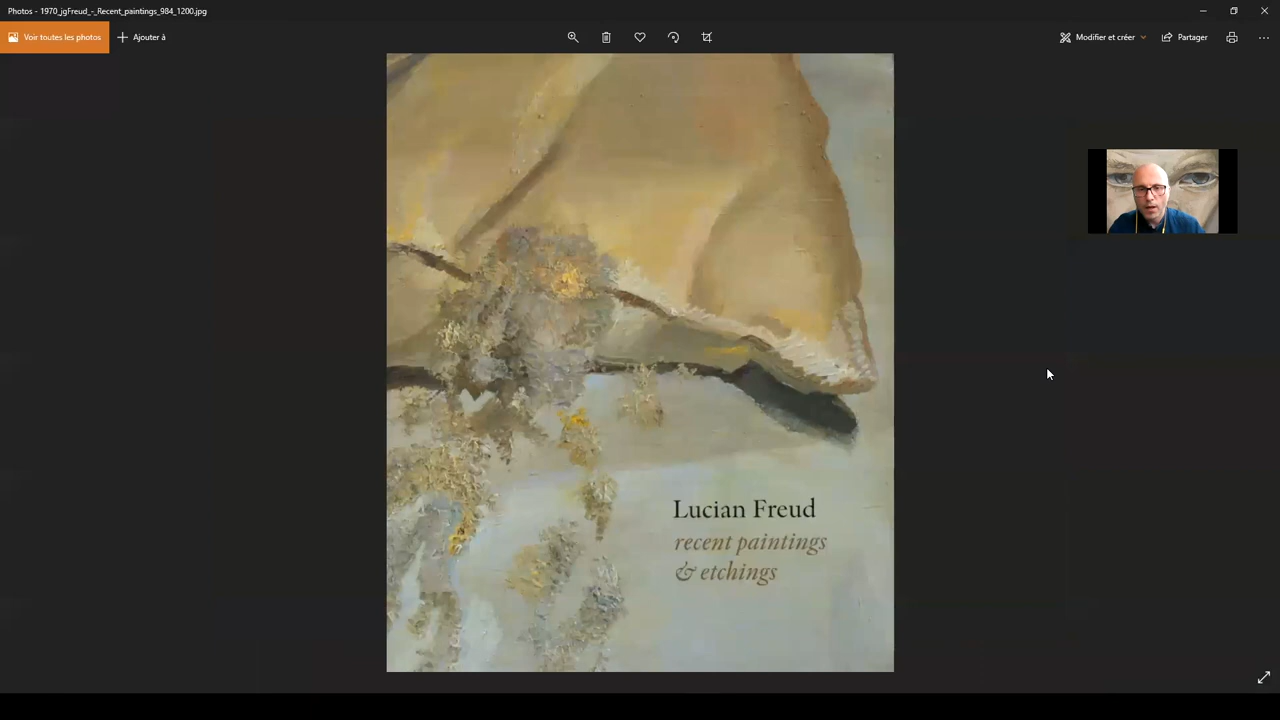 Photos - 1970_jgFreud_-_Recent_paintings_984_1200.jpg
Voir toutes les photos
Ajouter à
Modifier et créer
Partager
Lucian Freud
recent paintings
& etchings